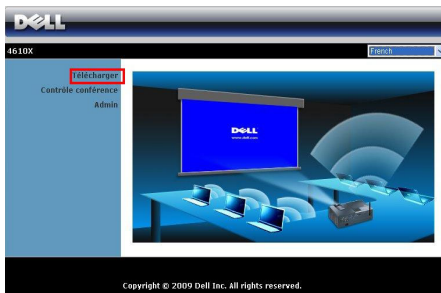 DELL
4610X
French
Télécharger
Contrôle conférence
Admin
DELL
www.dell.com
Copyright © 2009 Dell Inc. All rights reserved.